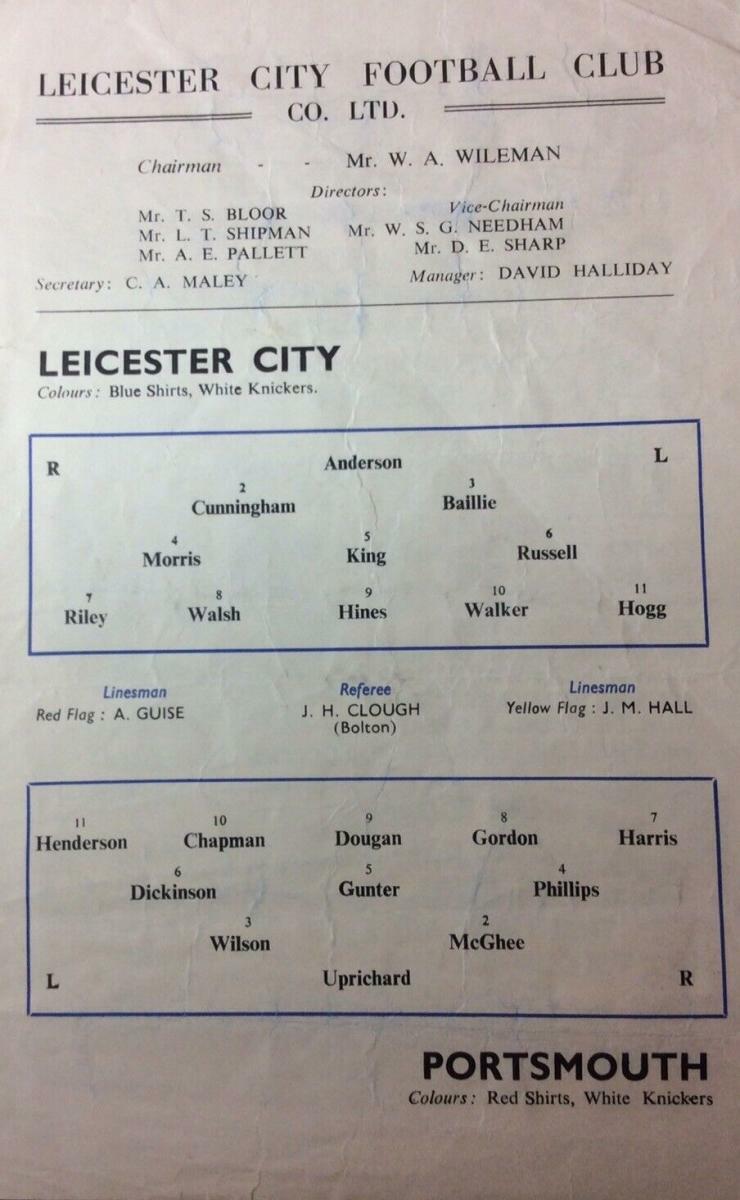 LEICESTER CITY FOOTBALL CLUB
CO. LTD.
Chairman - - Mr. W. A. WILEMAN
Directors:
Mr. T. S. BLOOR Vice-Chairman
Mr. L. T. SHIPMAN Mr. W. S. G. NEEDHAM
Mr. A. E. PALLETT Mr. D. E. SHARP
Secretary: C. A. MALEY Manager: DAVID HALLIDAY
LEICESTER CITY
Colours: Blue Shirts, White Knickers.
R Anderson L
2 3
Cunningham Baillie
4 5 6
Morris King Russell
7 8 9 10 11
Riley Walsh Hines Walker Hogg
Linesman Referee Linesman
Red Flag : A. GUISE J. H. CLOUGH Yellow Flag : J. M. HALL
(Bolton)
11 10 9 8 7
Henderson Chapman Dougan Gordon Harris
6 5 4
Dickinson Gunter Phillips
3 2
Wilson McGhee
L Uprichard R
PORTSMOUTH
Colours: Red Shirts, White Knickers